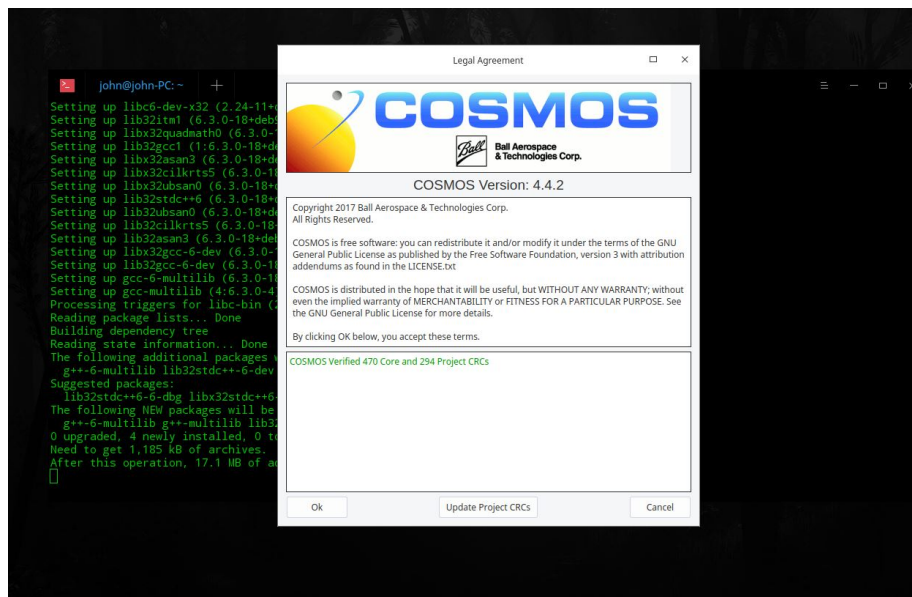 Legal Agreement
john@john-PC: ~
Setting up libc6-dev-x32 (2.24-11+
Setting up lib32itm1 (6.3.0-18+deb9
Setting up libx32quadmath0 (6.3.0-
Setting up lib32gcc1 (1:6.3.0-18+de
Setting up libx32asan3 (6.3.0-18+de
Setting up libx32cilkrts5 (6.3.0-18
Setting up libx32ubsan0 (6.3.0-18+
Setting up lib32stdc++6 (6.3.0-18+d
Setting up lib32ubsan0 (6.3.0-18+de
Setting up lib32cilkrts5 (6.3.0-18
Setting up lib32asan3 (6.3.0-18+deb
Setting up libx32gcc-6-dev (6.3.0-
Setting up lib32gcc-6-dev (6.3.0-18
Setting up gcc-6-multilib (6.3.0-18
Setting up gcc-multilib (4:6.3.0-4
Processing triggers for libc-bin (2
Reading package lists... Done
Building dependency tree
Reading state information... Done
The following additional packages
g++-6-multilib lib32stdc++-6-dev
Suggested packages:
lib32stdc++6-6-dbg libx32stdc++6-
The following NEW packages will be
g++-6-multilib g++-multilib lib32
0 upgraded, 4 newly installed, 0 to
Need to get 1,185 kB of archives.
After this operation, 17.1 MB of ad
COSMOS
Ball
Ball Aerospace
& Technologies Corp.
COSMOS Version: 4.4.2
Copyright 2017 Ball Aerospace & Technologies Corp.
All Rights Reserved.
COSMOS is free software: you can redistribute it and/or modify it under the terms of the GNU
General Public License as published by the Free Software Foundation, version 3 with attribution
addendums as found in the LICENSE.txt
COSMOS is distributed in the hope that it will be useful, but WITHOUT ANY WARRANTY; without
even the implied warranty of MERCHANTABILITY or FITNESS FOR A PARTICULAR PURPOSE. See
the GNU General Public License for more details.
By clicking OK below, you accept these terms.
COSMOS Verified 470 Core and 294 Project CRCs
Ok
Update Project CRCs
Cancel